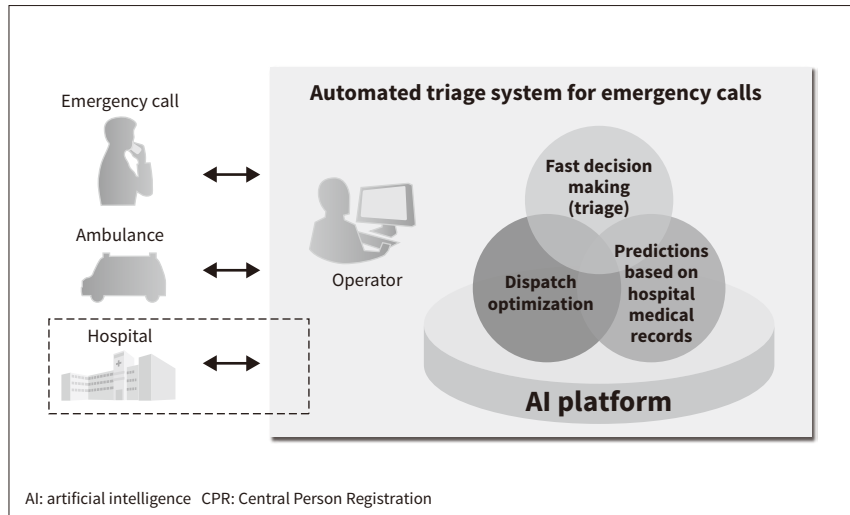 Automated triage system for emergency calls
Emergency call
Ambulance
Hospital
Operator
Fast decision
making
(triage)
Dispatch
optimization
Predictions
based on
hospital
medical
records
AI platform
AI: artificial intelligence CPR: Central Person Registration